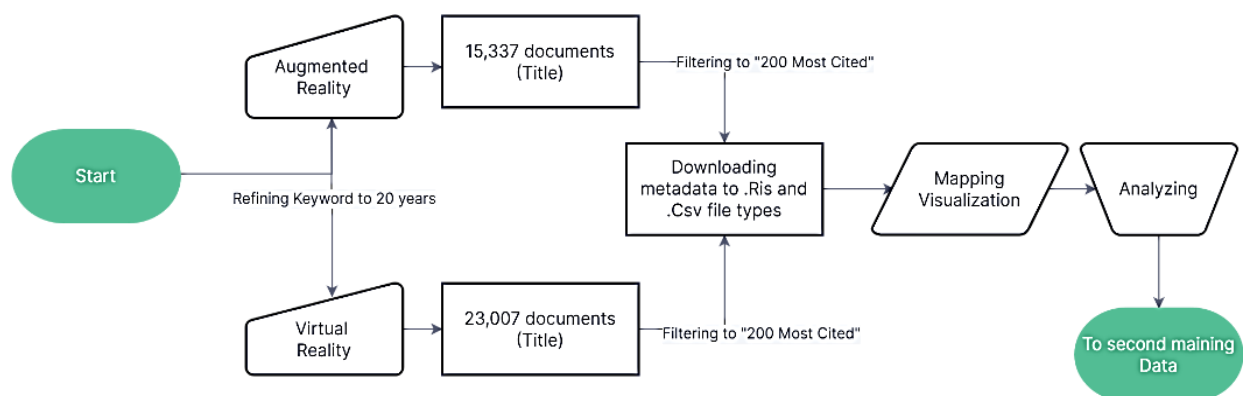 Start
Refining Keyword to 20 years
Augmented
Reality
15,337 documents
(Title)
Filtering to "200 Most Cited"
Virtual
Reality
23,007 documents
(Title)
Filtering to "200 Most Cited"
Downloading
metadata to .Ris and
.Csv file types
Mapping
Visualization
Analyzing
To second maining
Data